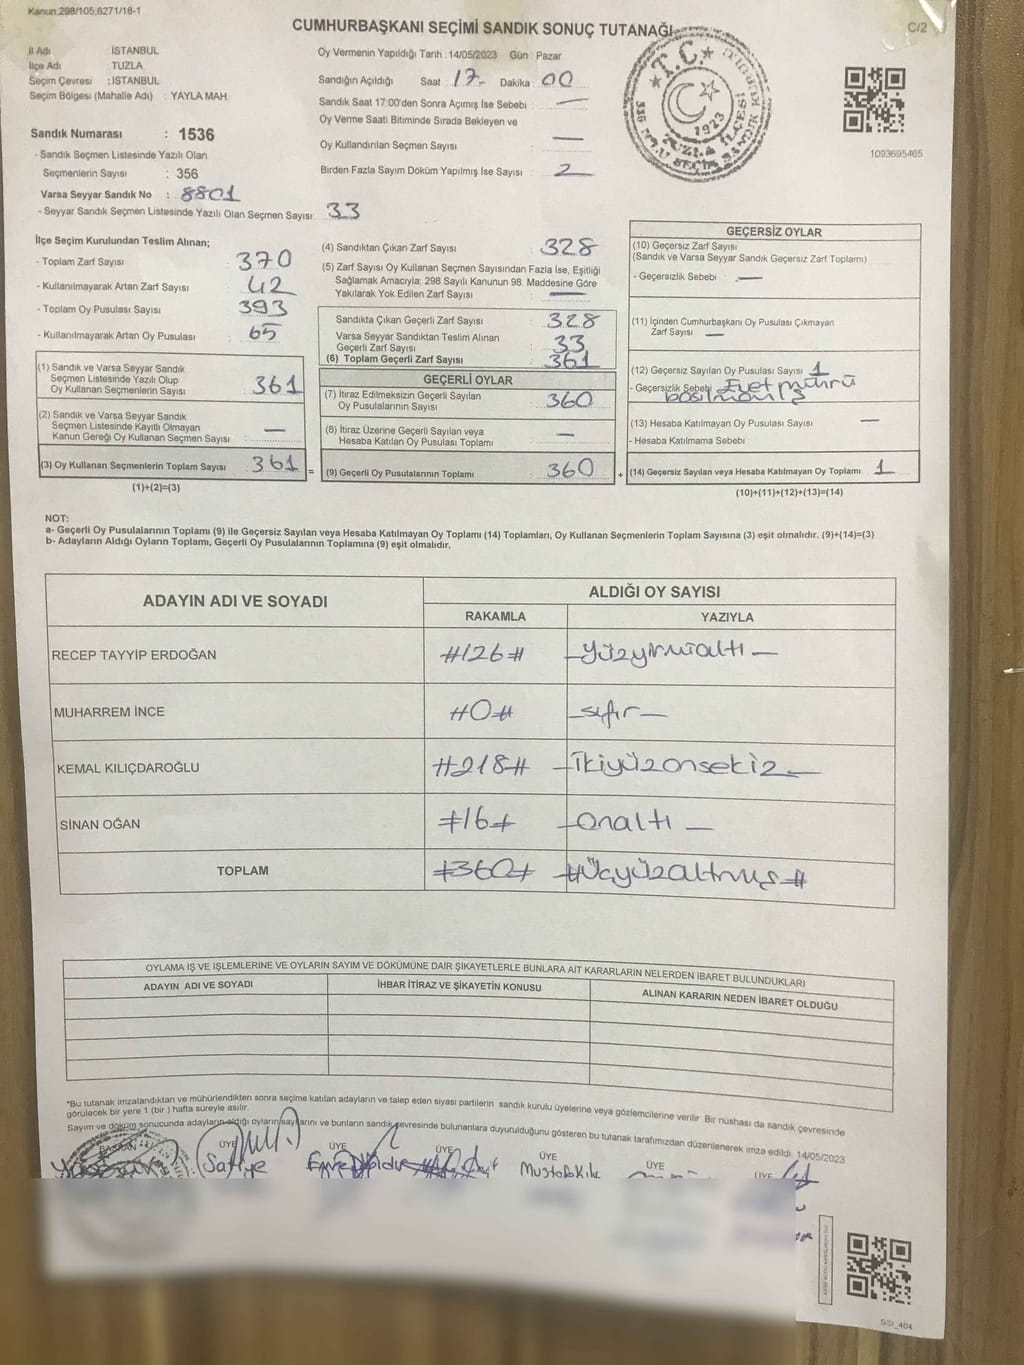 Kanun,298/105;6271/18-1
C/2
CUMHURBAŞKANI SEÇİMİ SANDIK SONUÇ TUTANAĞI
İl Adı : İSTANBUL
İlçe Adı : TUZLA
Seçim Çevresi : İSTANBUL
Seçim Bölgesi (Mahalle Adı) : YAYLA MAH.
Sandık Numarası : 1536
- Sandık Seçmen Listesinde Yazılı Olan
Seçmenlerin Sayısı : 356
Varsa Seyyar Sandık No : 8801
- Seyyar Sandık Seçmen Listesinde Yazılı Olan Seçmen Sayısı: 33
Oy Vermenin Yapıldığı Tarih :14/05/2023 Gün : Pazar
Sandığın Açıldığı Saat : 17 Dakika : 00
Sandık Saat 17:00'den Sonra Açımış İse Sebebi : —
Oy Verme Saati Bitiminde Sırada Bekleyen ve
Oy Kullandırılan Seçmen Sayısı : —
Birden Fazla Sayım Döküm Yapılmış İse Sayısı : 2
T.C.
1923
TUZLA İLÇESİ
1093695465
İlçe Seçim Kurulundan Teslim Alınan;
- Toplam Zarf Sayısı : 370
- Kullanılmayarak Artan Zarf Sayısı : 42
- Toplam Oy Pusulası Sayısı : 393
- Kullanılmayarak Artan Oy Pusulası : 65
(1) Sandık ve Varsa Seyyar Sandık
Seçmen Listesinde Yazılı Olup
Oy Kullanan Seçmenlerin Sayısı : 361
(2) Sandık ve Varsa Seyyar Sandık
Seçmen Listesinde Kayıtlı Olmayan
Kanun Gereği Oy Kullanan Seçmen Sayısı : —
(3) Oy Kullanan Seçmenlerin Toplam Sayısı : 361 =
(1)+(2)=(3)
(4) Sandıktan Çıkan Zarf Sayısı : 328
(5) Zarf Sayısı Oy Kullanan Seçmen Sayısından Fazla İse, Eşitliği
Sağlamak Amacıyla; 298 Sayılı Kanunun 98. Maddesine Göre
Yakılarak Yok Edilen Zarf Sayısı : —
Sandıkta Çıkan Geçerli Zarf Sayısı : 328
Varsa Seyyar Sandıktan Teslim Alınan
Geçerli Zarf Sayısı : 33
(6) Toplam Geçerli Zarf Sayısı : 361
GEÇERLİ OYLAR
(7) İtiraz Edilmeksizin Geçerli Sayılan
Oy Pusulalarının Sayısı : 360
(8) İtiraz Üzerine Geçerli Sayılan veya
Hesaba Katılan Oy Pusulası Toplamı : —
(9) Geçerli Oy Pusulalarının Toplamı : 360 +
GEÇERSİZ OYLAR
(10) Geçersiz Zarf Sayısı
(Sandık ve Varsa Seyyar Sandık Geçersiz Zarf Toplamı)
- Geçersizlik Sebebi : —
(11) İçinden Cumhurbaşkanı Oy Pusulası Çıkmayan
Zarf Sayısı —
(12) Geçersiz Sayılan Oy Pusulası Sayısı : 1
- Geçersizlik Sebebi : Evet mührü
basılmamış
(13) Hesaba Katılmayan Oy Pusulası Sayısı : —
- Hesaba Katılmama Sebebi
(14) Geçersiz Sayılan veya Hesaba Katılmayan Oy Toplamı : 1
(10)+(11)+(12)+(13)=(14)
NOT:
a- Geçerli Oy Pusulalarının Toplamı (9) ile Geçersiz Sayılan veya Hesaba Katılmayan Oy Toplamı (14) Toplamları, Oy Kullanan Seçmenlerin Toplam Sayısına (3) eşit olmalıdır. (9)+(14)=(3)
b- Adayların Aldığı Oyların Toplamı, Geçerli Oy Pusulalarının Toplamına (9) eşit olmalıdır.
ADAYIN ADI VE SOYADI
ALDIĞI OY SAYISI
RAKAMLA YAZIYLA
RECEP TAYYİP ERDOĞAN #126# —yüzyirmialtı—
MUHARREM İNCE #0# —sıfır—
KEMAL KILIÇDAROĞLU #218# —ikiyüzonsekiz—
SİNAN OĞAN #16# —onaltı—
TOPLAM #360# #üçyüzaltmış#
OYLAMA İŞ VE İŞLEMLERİNE VE OYLARIN SAYIM VE DÖKÜMÜNE DAİR ŞİKAYETLERLE BUNLARA AİT KARARLARIN NELERDEN İBARET BULUNDUKLARI
ADAYIN ADI VE SOYADI İHBAR İTİRAZ VE ŞİKAYETİN KONUSU ALINAN KARARIN NEDEN İBARET OLDUĞU
*Bu tutanak imzalandıktan ve mühürlendikten sonra seçime katılan adayların ve talep eden siyasi partilerin sandık kurulu üyelerine veya gözlemcilerine verilir. Bir nüshası da sandık çevresinde
görülecek bir yere 1 (bir) hafta süreyle asılır.
Sayım ve döküm sonucunda adayların aldığı oyların sayılarını ve bunların sandık çevresinde bulunanlara duyurulduğunu gösteren bu tutanak tarafımızdan düzenlenerek imza edildi. 14/05/2023
BAŞKAN ÜYE ÜYE ÜYE ÜYE ÜYE ÜYE
Safiye Emre Mustafa
SSI_404